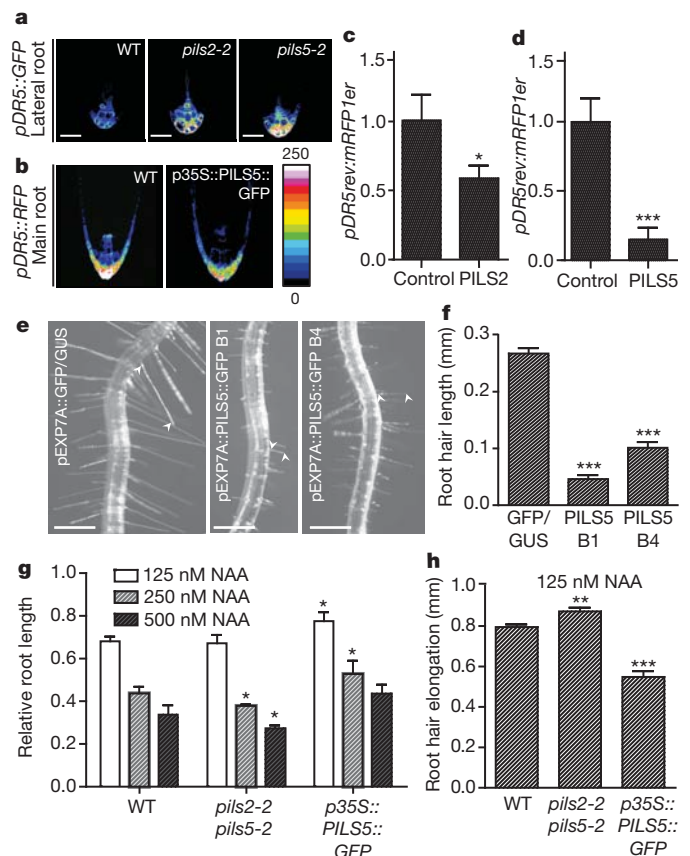 a
pDR5::GFP
Lateral root
WT
pils2-2
pils5-2
b
pDR5::RFP
Main root
WT
p35S::PILS5::
GFP
250
0
c
pDR5rev:mRFP1er
1.5
1.0
0.5
0.0
*
Control
PILS2
d
pDR5rev:mRFP1er
1.5
1.0
0.5
0.0
***
Control
PILS5
e
pEXP7A::GFP/GUS
pEXP7A::PILS5::GFP B1
pEXP7A::PILS5::GFP B4
f
Root hair length (mm)
0.3
0.2
0.1
0.0
***
***
GFP/
GUS
PILS5
B1
PILS5
B4
g
Relative root length
1.0
0.8
0.6
0.4
0.2
0.0
125 nM NAA
250 nM NAA
500 nM NAA
*
*
*
*
WT
pils2-2
pils5-2
p35S::
PILS5::
GFP
h
Root hair elongation (mm)
125 nM NAA
1.0
0.8
0.6
0.4
0.8
0.0
**
***
WT
pils2-2
pils5-2
p35S::
PILS5::
GFP